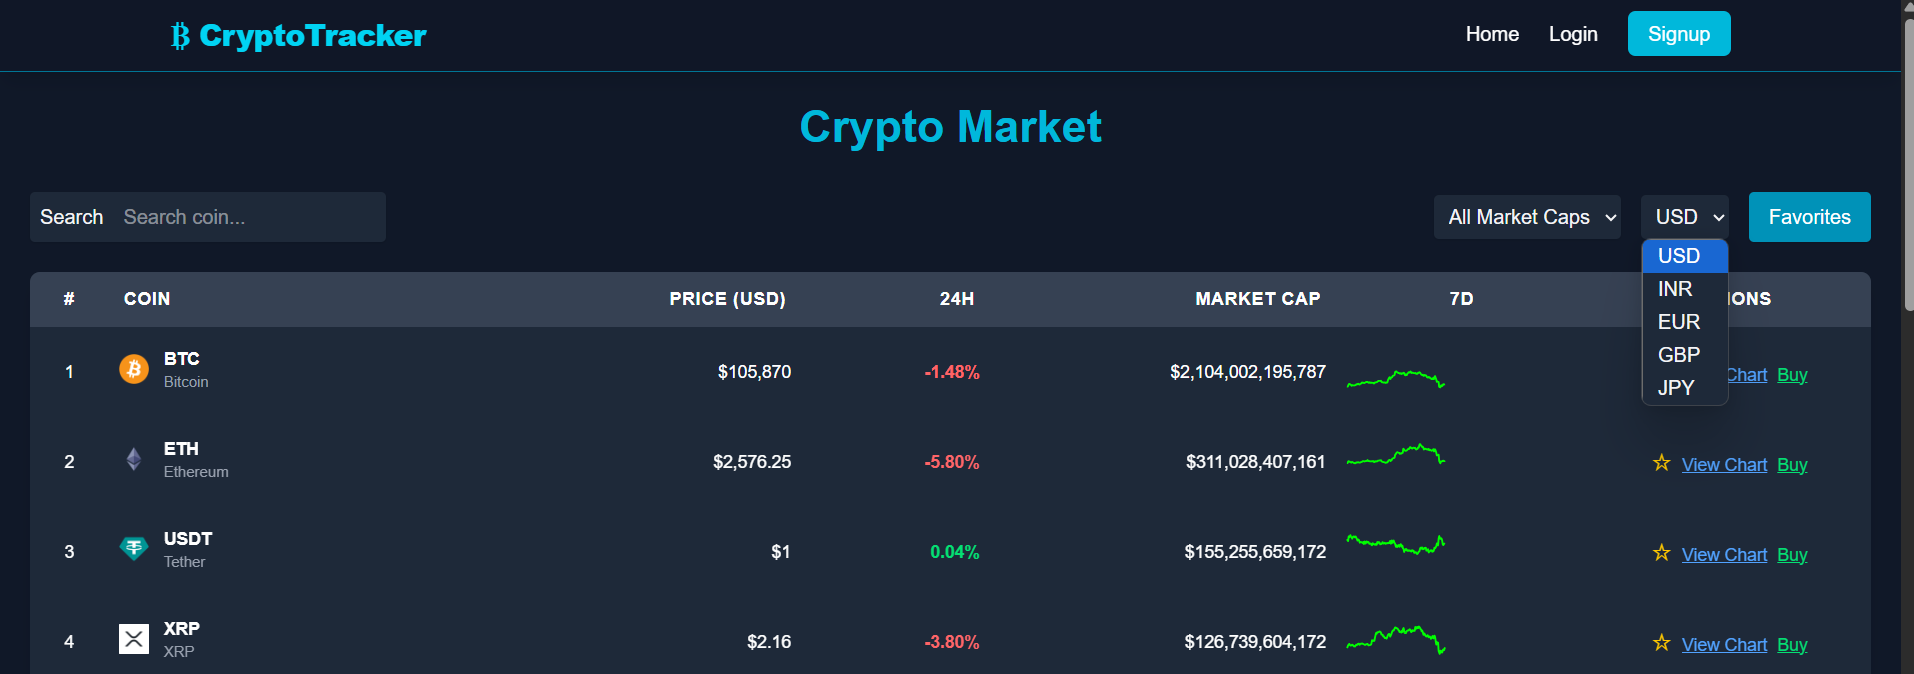 CryptoTracker
Home Login Signup
Crypto Market
Search Search coin... All Market Caps USD Favorites
USD
INR
EUR
GBP
JPY
# COIN PRICE (USD) 24H MARKET CAP 7D IONS
1 BTC Bitcoin $105,870 -1.48% $2,104,002,195,787 Chart Buy
2 ETH Ethereum $2,576.25 -5.80% $311,028,407,161 ☆ View Chart Buy
3 USDT Tether $1 0.04% $155,255,659,172 ☆ View Chart Buy
4 XRP XRP $2.16 -3.80% $126,739,604,172 ☆ View Chart Buy